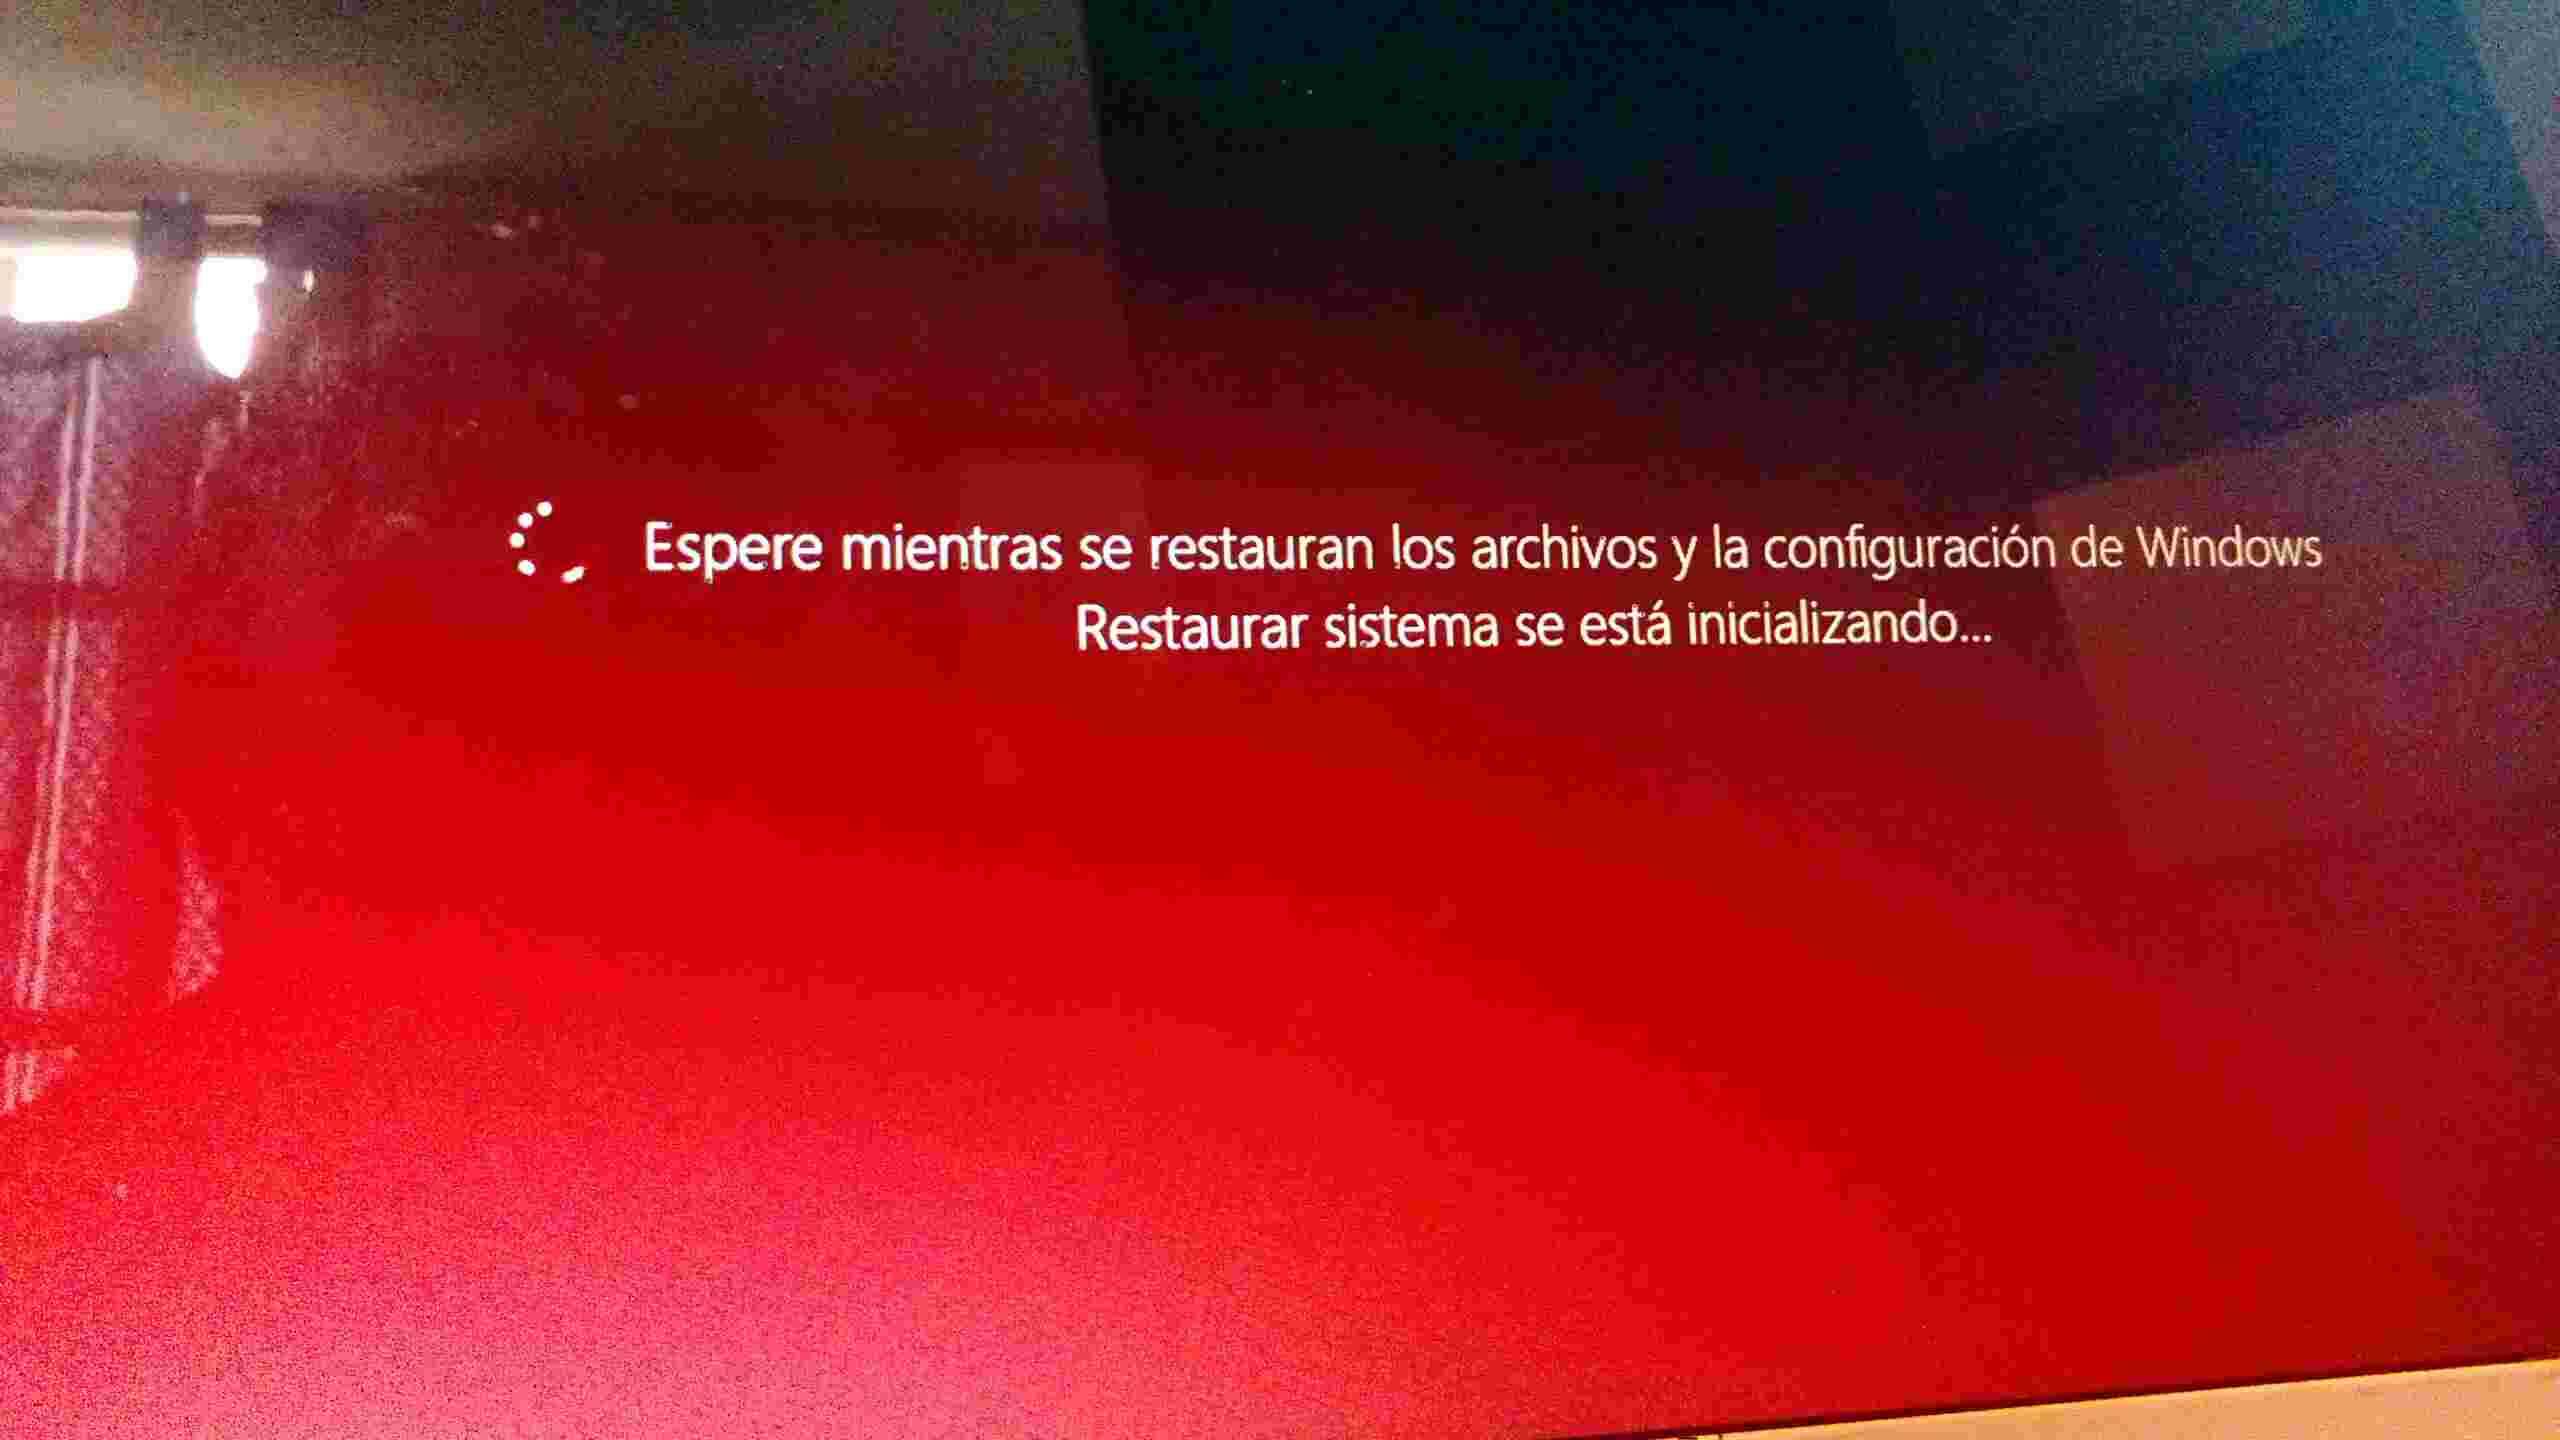 Espere mientras se restauran los archivos y la configuración de Windows
Restaurar sistema se está inicializando...